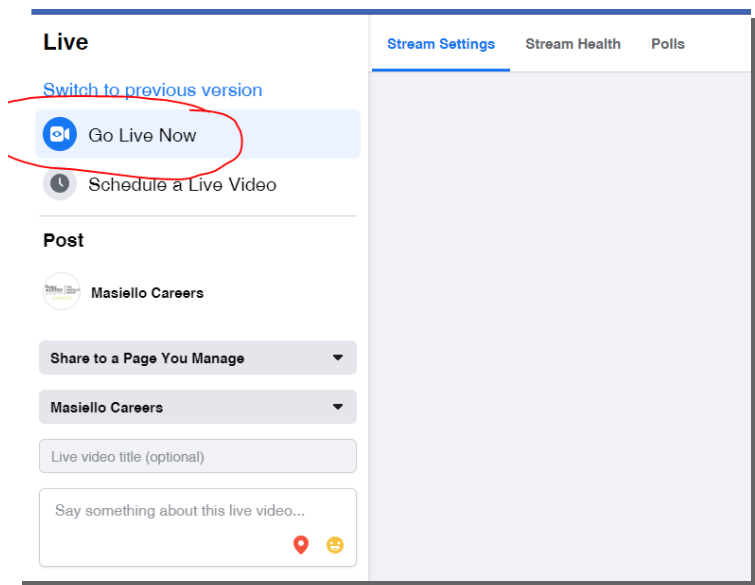 Live
Switch to previous version
Go Live Now
Schedule a Live Video
Post
Masiello Careers
Share to a Page You Manage
Masiello Careers
Live video title (optional)
Say something about this live video...
Stream Settings Stream Health Polls